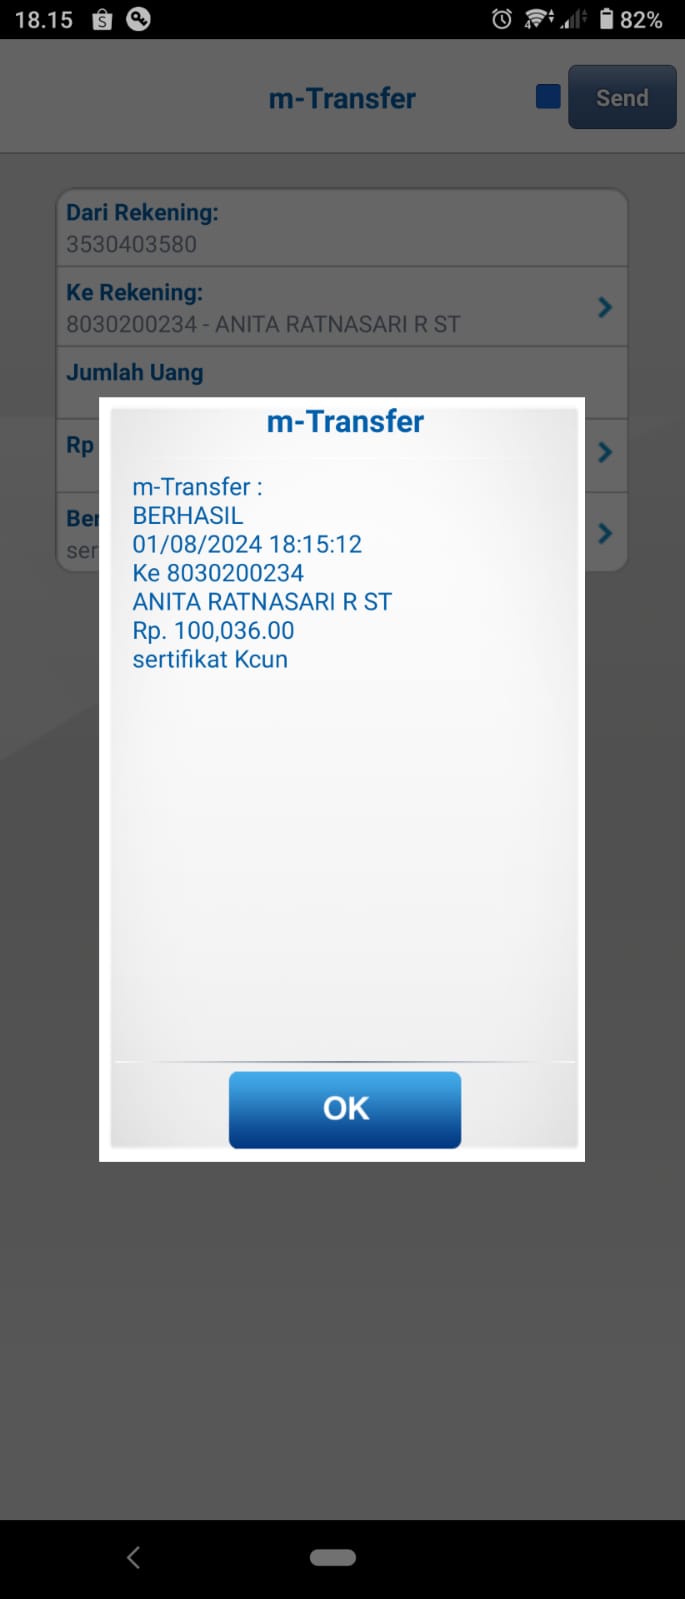 18.15
82%
m-Transfer
Send
Dari Rekening:
3530403580
Ke Rekening:
8030200234 - ANITA RATNASARI R ST
Jumlah Uang
Rp
Ber
ser
m-Transfer
m-Transfer :
BERHASIL
01/08/2024 18:15:12
Ke 8030200234
ANITA RATNASARI R ST
Rp. 100,036.00
sertifikat Kcun
OK